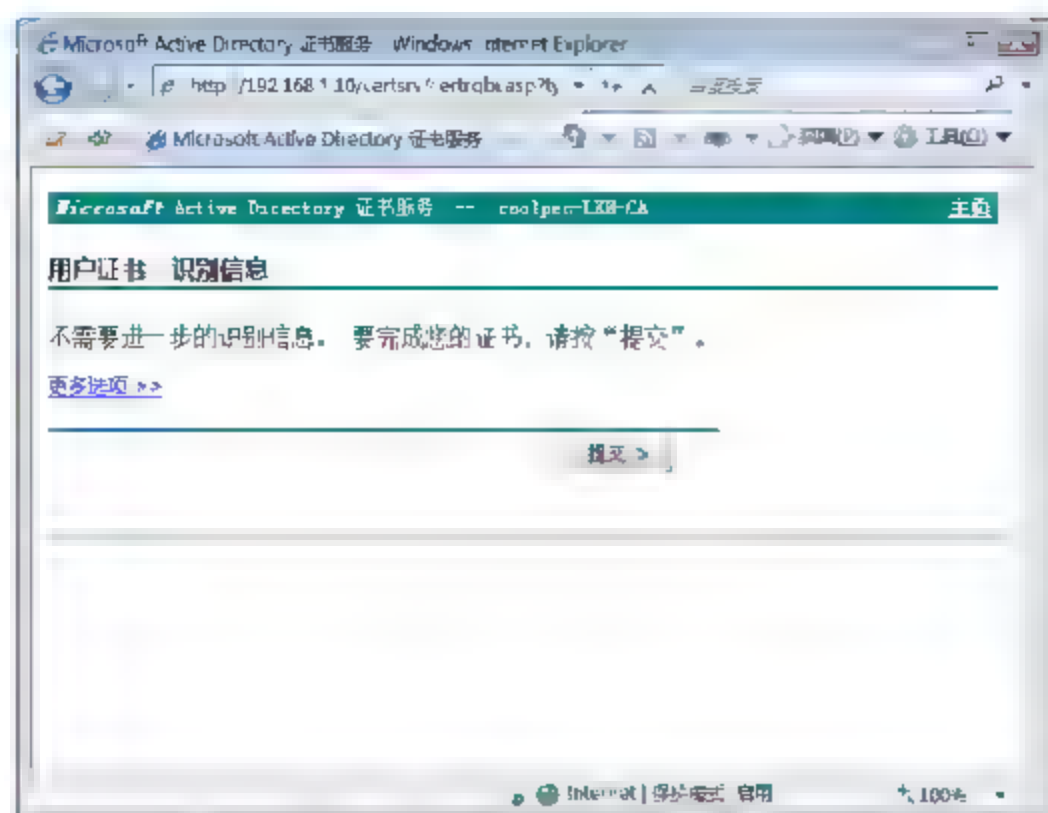 Microsoft Active Directory 证书服务 Windows Internet Explorer
http //192 168 1 10/certsrv/certrqbi.asp?ty
Microsoft Active Directory 证书服务 工具(O)
Microsoft Active Directory 证书服务 -- 主页
用户证书 识别信息
不需要进一步的识别信息。 要完成您的证书, 请按“提交”。
更多选项 >>
提交 >
Internet | 保护模式 启用 100%